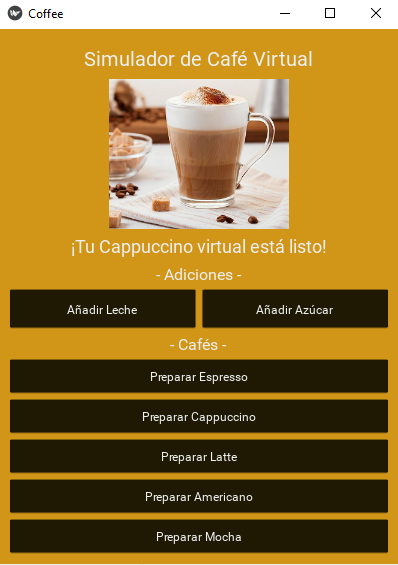 Coffee
Simulador de Café Virtual
¡Tu Cappuccino virtual está listo!
- Adiciones -
Añadir Leche
Añadir Azúcar
- Cafés -
Preparar Espresso
Preparar Cappuccino
Preparar Latte
Preparar Americano
Preparar Mocha